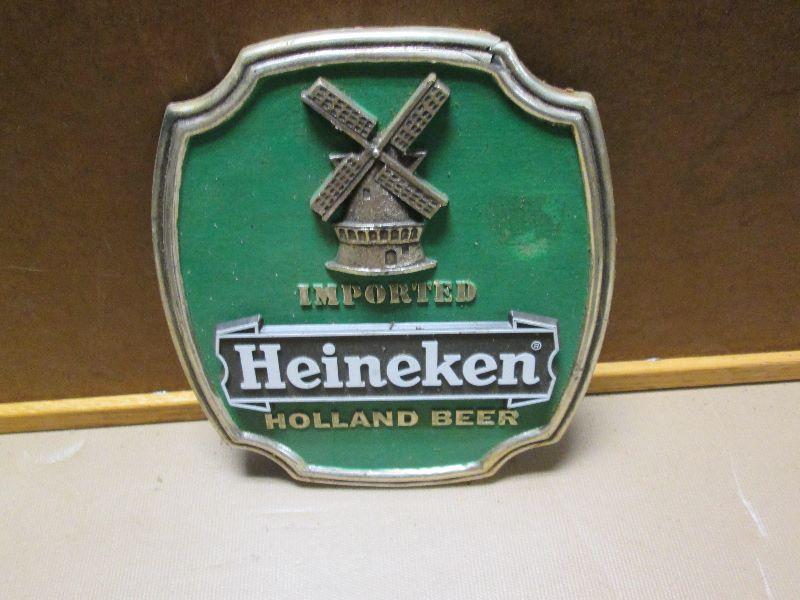 IMPORTED
Heineken®
HOLLAND BEER